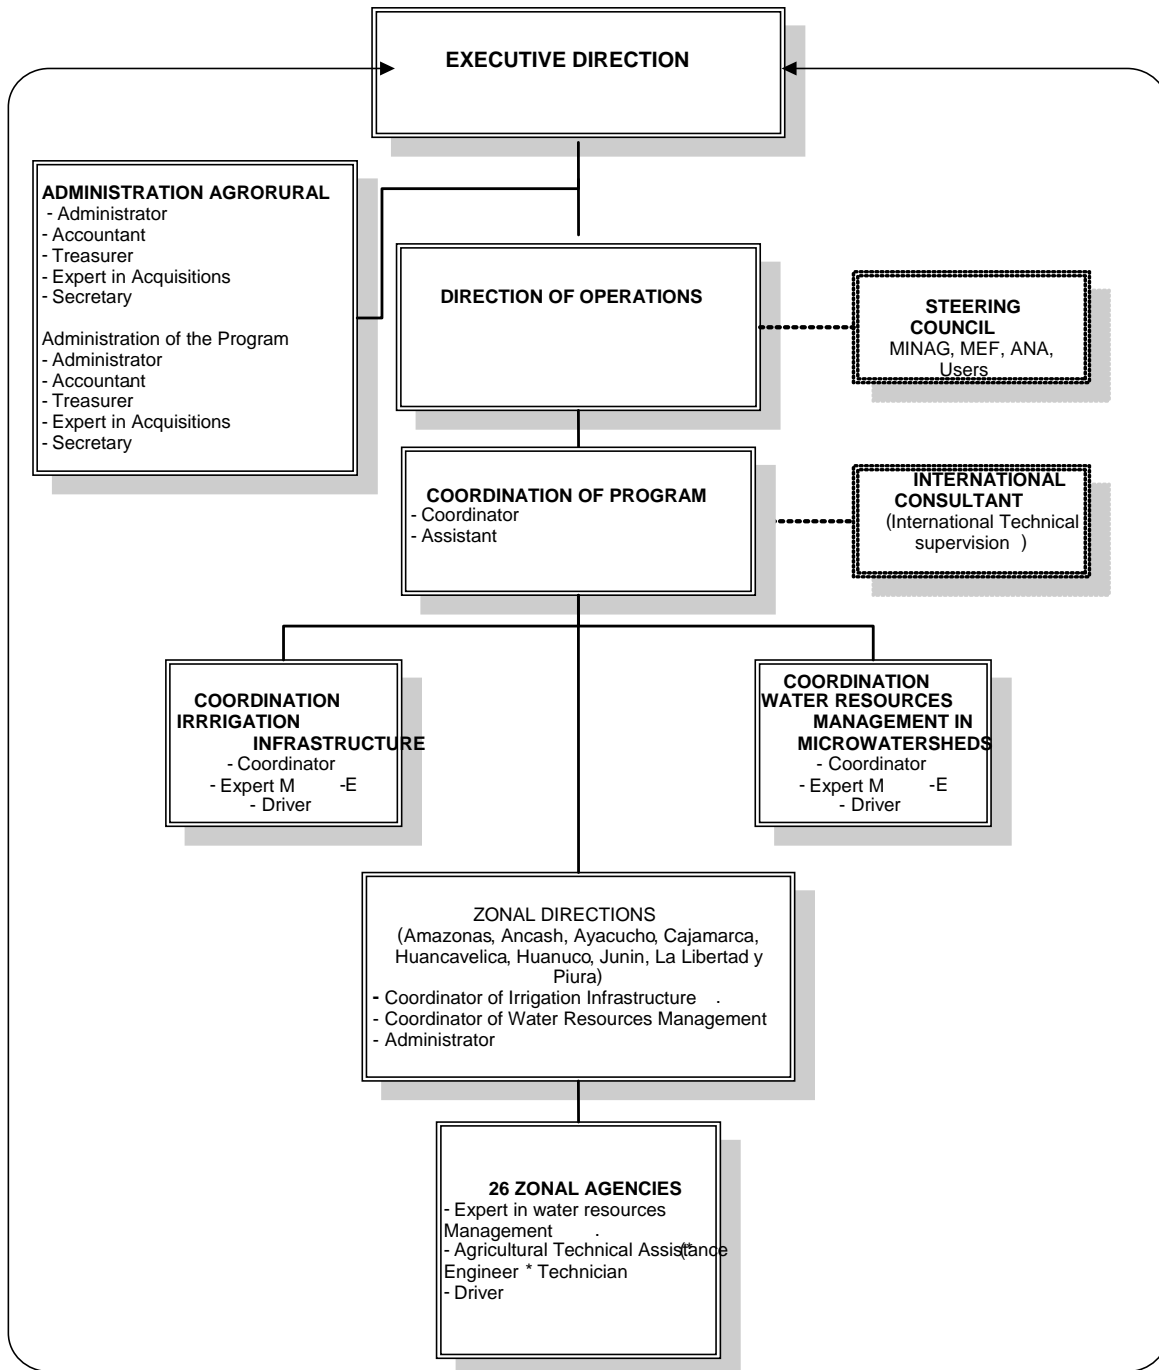 EXECUTIVE DIRECTION
ADMINISTRATION AGRORURAL
- Administrator
- Accountant
- Treasurer
- Expert in Acquisitions
- Secretary
Administration of the Program
- Administrator
- Accountant
- Treasurer
- Expert in Acquisitions
- Secretary
DIRECTION OF OPERATIONS
STEERING
COUNCIL
MINAG, MEF, ANA,
Users
COORDINATION OF PROGRAM
- Coordinator
- Assistant
INTERNATIONAL
CONSULTANT
(International Technical
supervision )
COORDINATION
IRRRIGATION
INFRASTRUCTURE
- Coordinator
- Expert M -E
- Driver
COORDINATION
WATER RESOURCES
MANAGEMENT IN
MICROWATERSHEDS
- Coordinator
- Expert M -E
- Driver
ZONAL DIRECTIONS
(Amazonas, Ancash, Ayacucho, Cajamarca,
Huancavelica, Huanuco, Junin, La Libertad y
Piura)
- Coordinator of Irrigation Infrastructure .
- Coordinator of Water Resources Management
- Administrator
26 ZONAL AGENCIES
- Expert in water resources
Management .
- Agricultural Technical Assistance (*
Engineer * Technician
- Driver